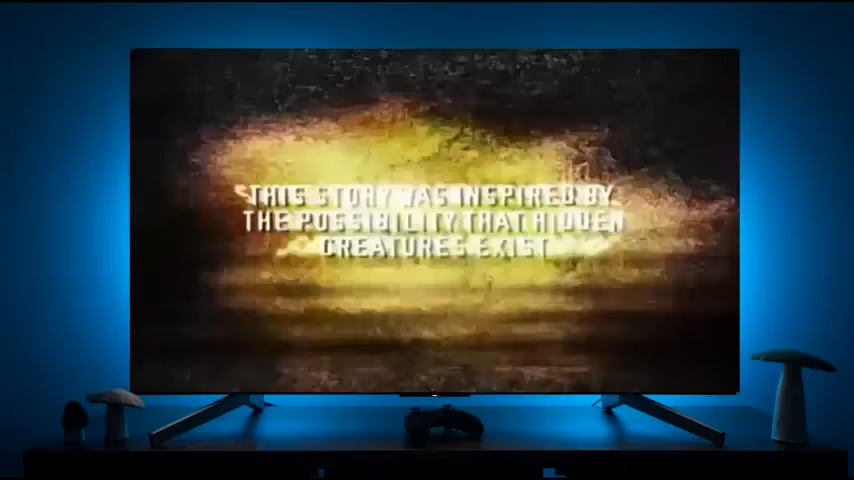 THIS STORY WAS INSPIRED BY
THE POSSIBILITY THAT HIDDEN
CREATURES EXIST